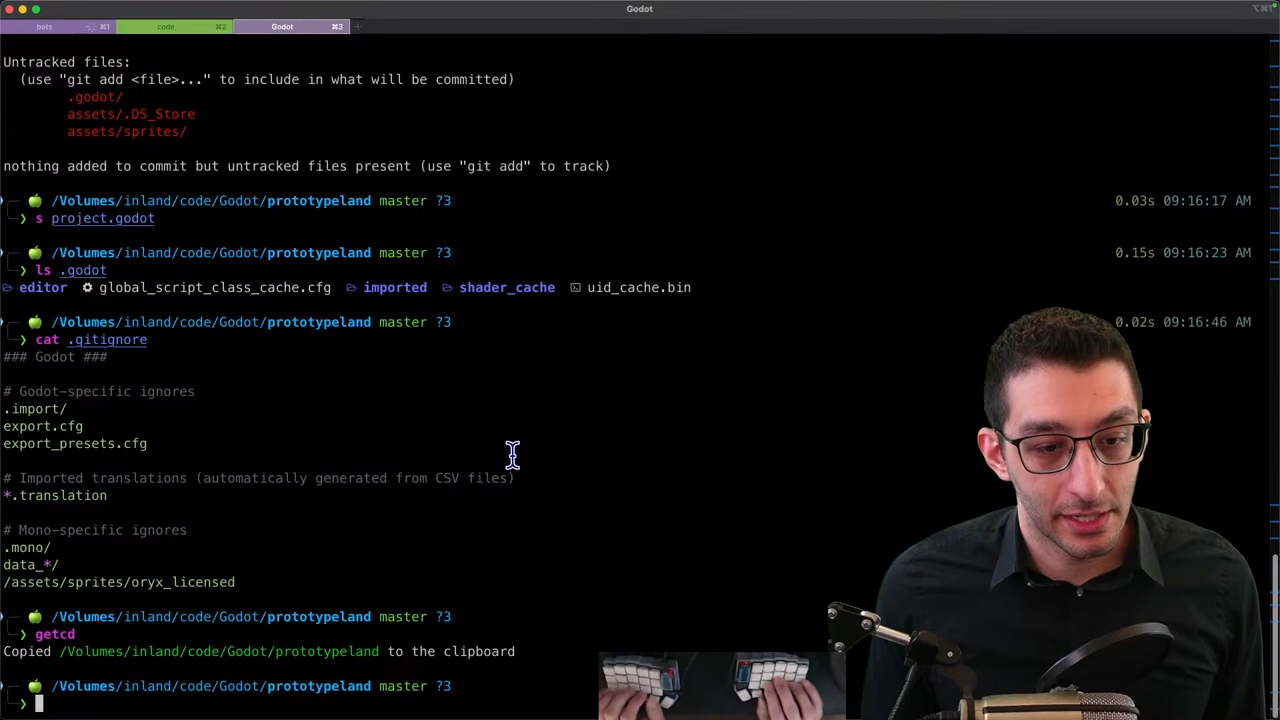 Godot
⌥⌘1
bots ⌘1
code ⌘2
Godot ⌘3 +
Untracked files:
(use "git add <file>..." to include in what will be committed)
.godot/
assets/.DS_Store
assets/sprites/
nothing added to commit but untracked files present (use "git add" to track)
/Volumes/inland/code/Godot/prototypeland master ?3 0.03s 09:16:17 AM
❯ s project.godot
/Volumes/inland/code/Godot/prototypeland master ?3 0.15s 09:16:23 AM
❯ ls .godot
editor global_script_class_cache.cfg imported shader_cache uid_cache.bin
/Volumes/inland/code/Godot/prototypeland master ?3 0.02s 09:16:46 AM
❯ cat .gitignore
### Godot ###
# Godot-specific ignores
.import/
export.cfg
export_presets.cfg
# Imported translations (automatically generated from CSV files)
*.translation
# Mono-specific ignores
.mono/
data_*/
/assets/sprites/oryx_licensed
/Volumes/inland/code/Godot/prototypeland master ?3
❯ getcd
Copied /Volumes/inland/code/Godot/prototypeland to the clipboard
/Volumes/inland/code/Godot/prototypeland master ?3
❯